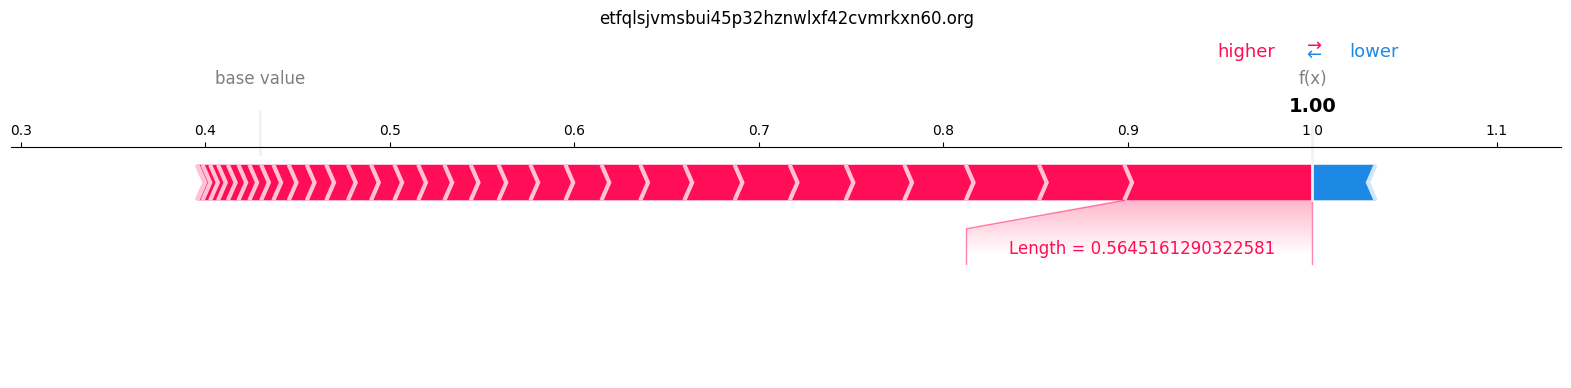 etfqlsjvmsbui45p32hznwlxf42cvmrkxn60.org
higher ⇄ lower
base value
f(x)
1.00
0.3 0.4 0.5 0.6 0.7 0.8 0.9 1.0 1.1
Length = 0.5645161290322581